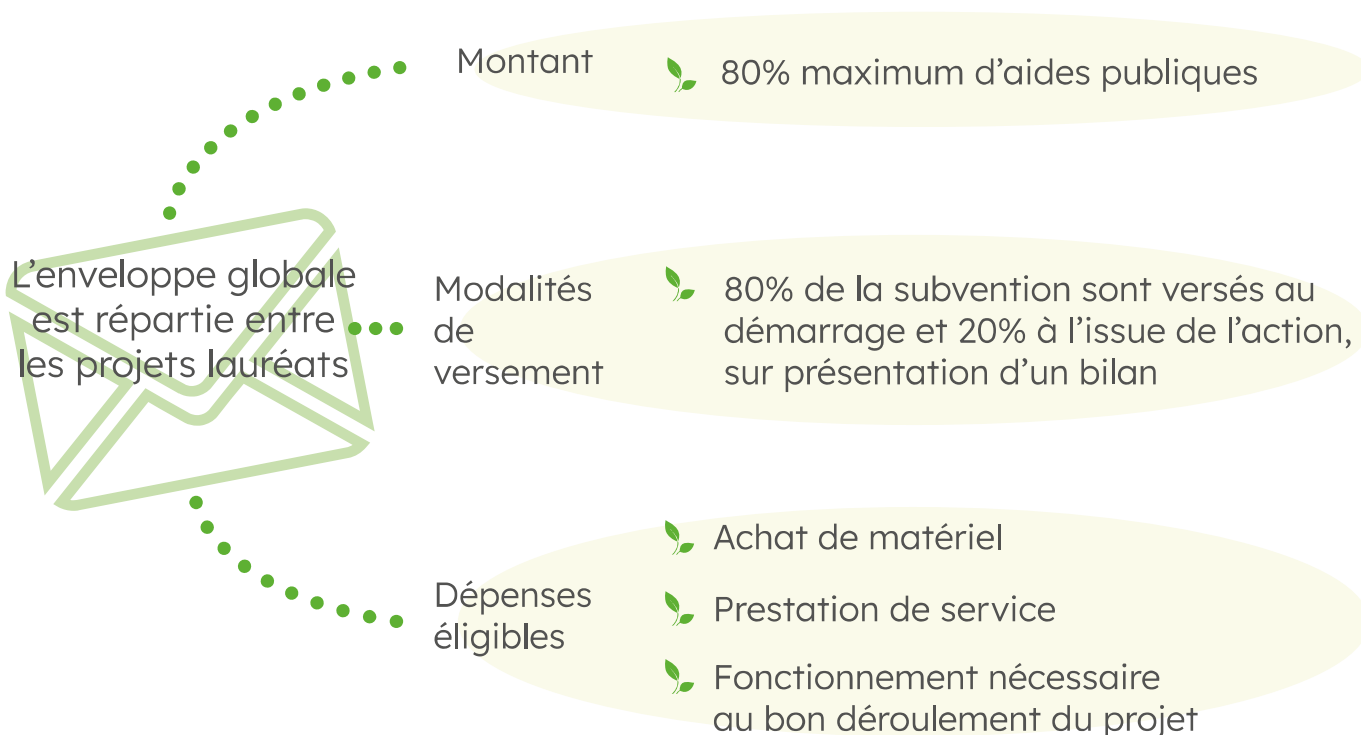 L’enveloppe globale
est répartie entre
les projets lauréats
Montant
80% maximum d’aides publiques
Modalités
de
versement
80% de la subvention sont versés au
démarrage et 20% à l’issue de l’action,
sur présentation d’un bilan
Dépenses
éligibles
Achat de matériel
Prestation de service
Fonctionnement nécessaire
au bon déroulement du projet